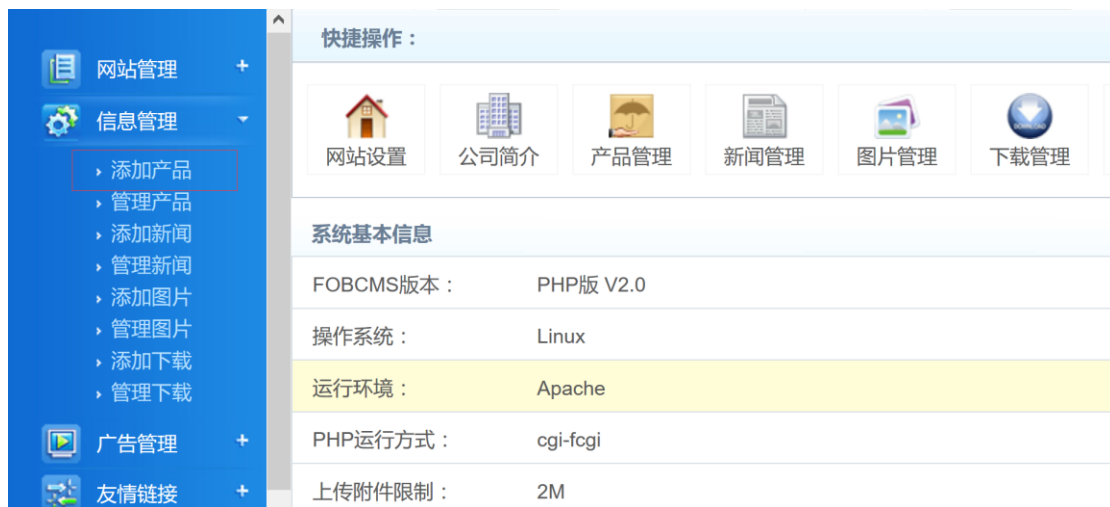 网站管理
信息管理
添加产品
管理产品
添加新闻
管理新闻
添加图片
管理图片
添加下载
管理下载
广告管理
友情链接
快捷操作：
网站设置 公司简介 产品管理 新闻管理 图片管理 下载管理
DOWNLOAD
系统基本信息
FOBCMS版本： PHP版 V2.0
操作系统： Linux
运行环境： Apache
PHP运行方式： cgi-fcgi
上传附件限制： 2M